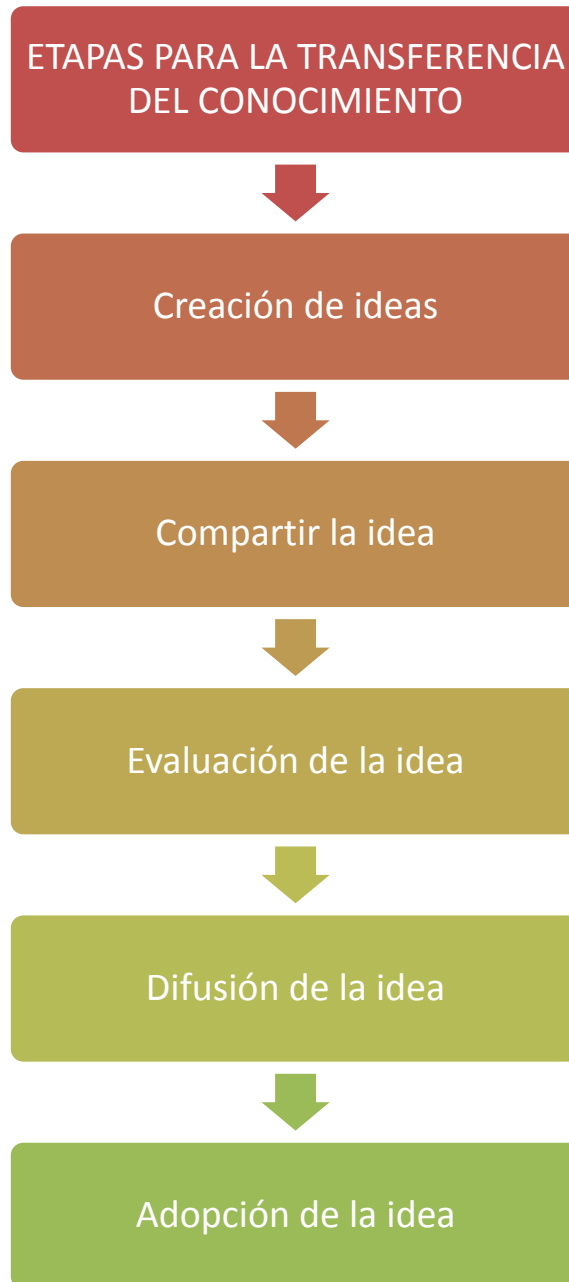 ETAPAS PARA LA TRANSFERENCIA
DEL CONOCIMIENTO
Creación de ideas
Compartir la idea
Evaluación de la idea
Difusión de la idea
Adopción de la idea